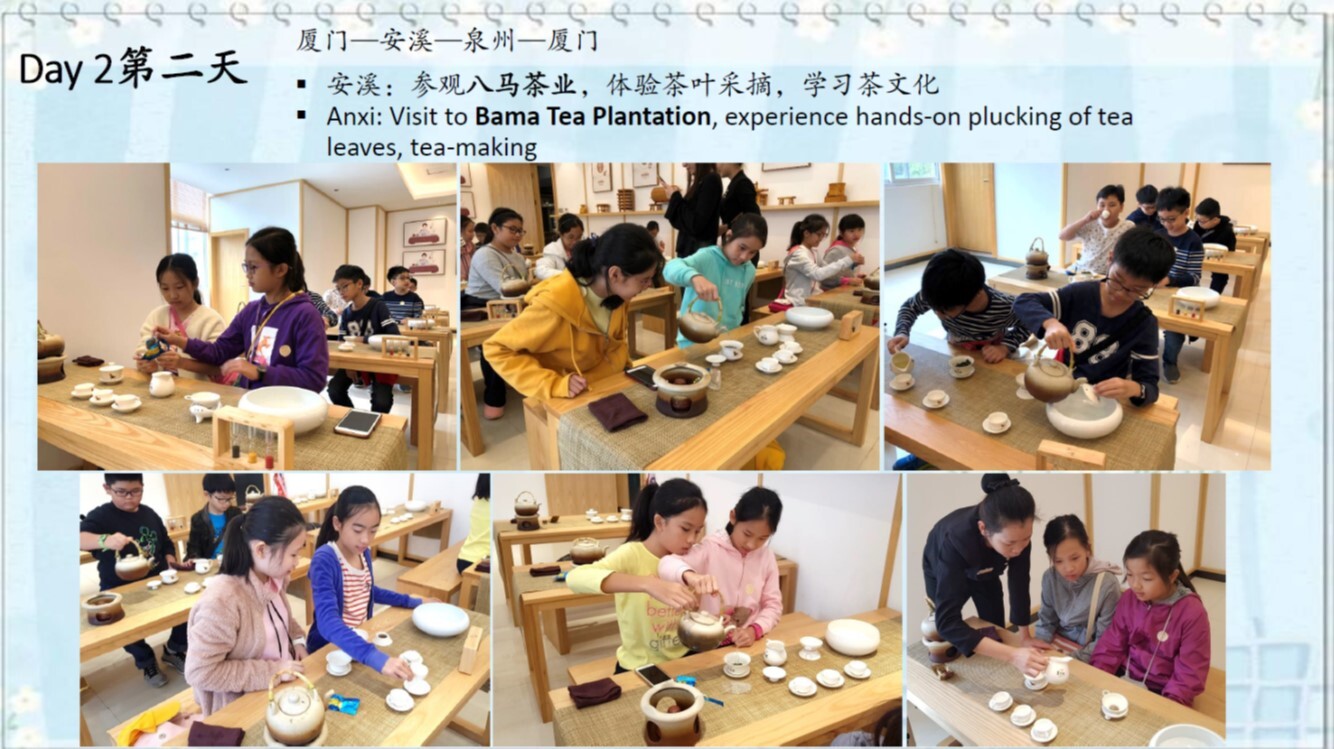 Day 2第二天
厦门—安溪—泉州—厦门
▪ 安溪：参观八马茶业，体验茶叶采摘，学习茶文化
▪ Anxi: Visit to Bama Tea Plantation, experience hands-on plucking of tea
leaves, tea-making